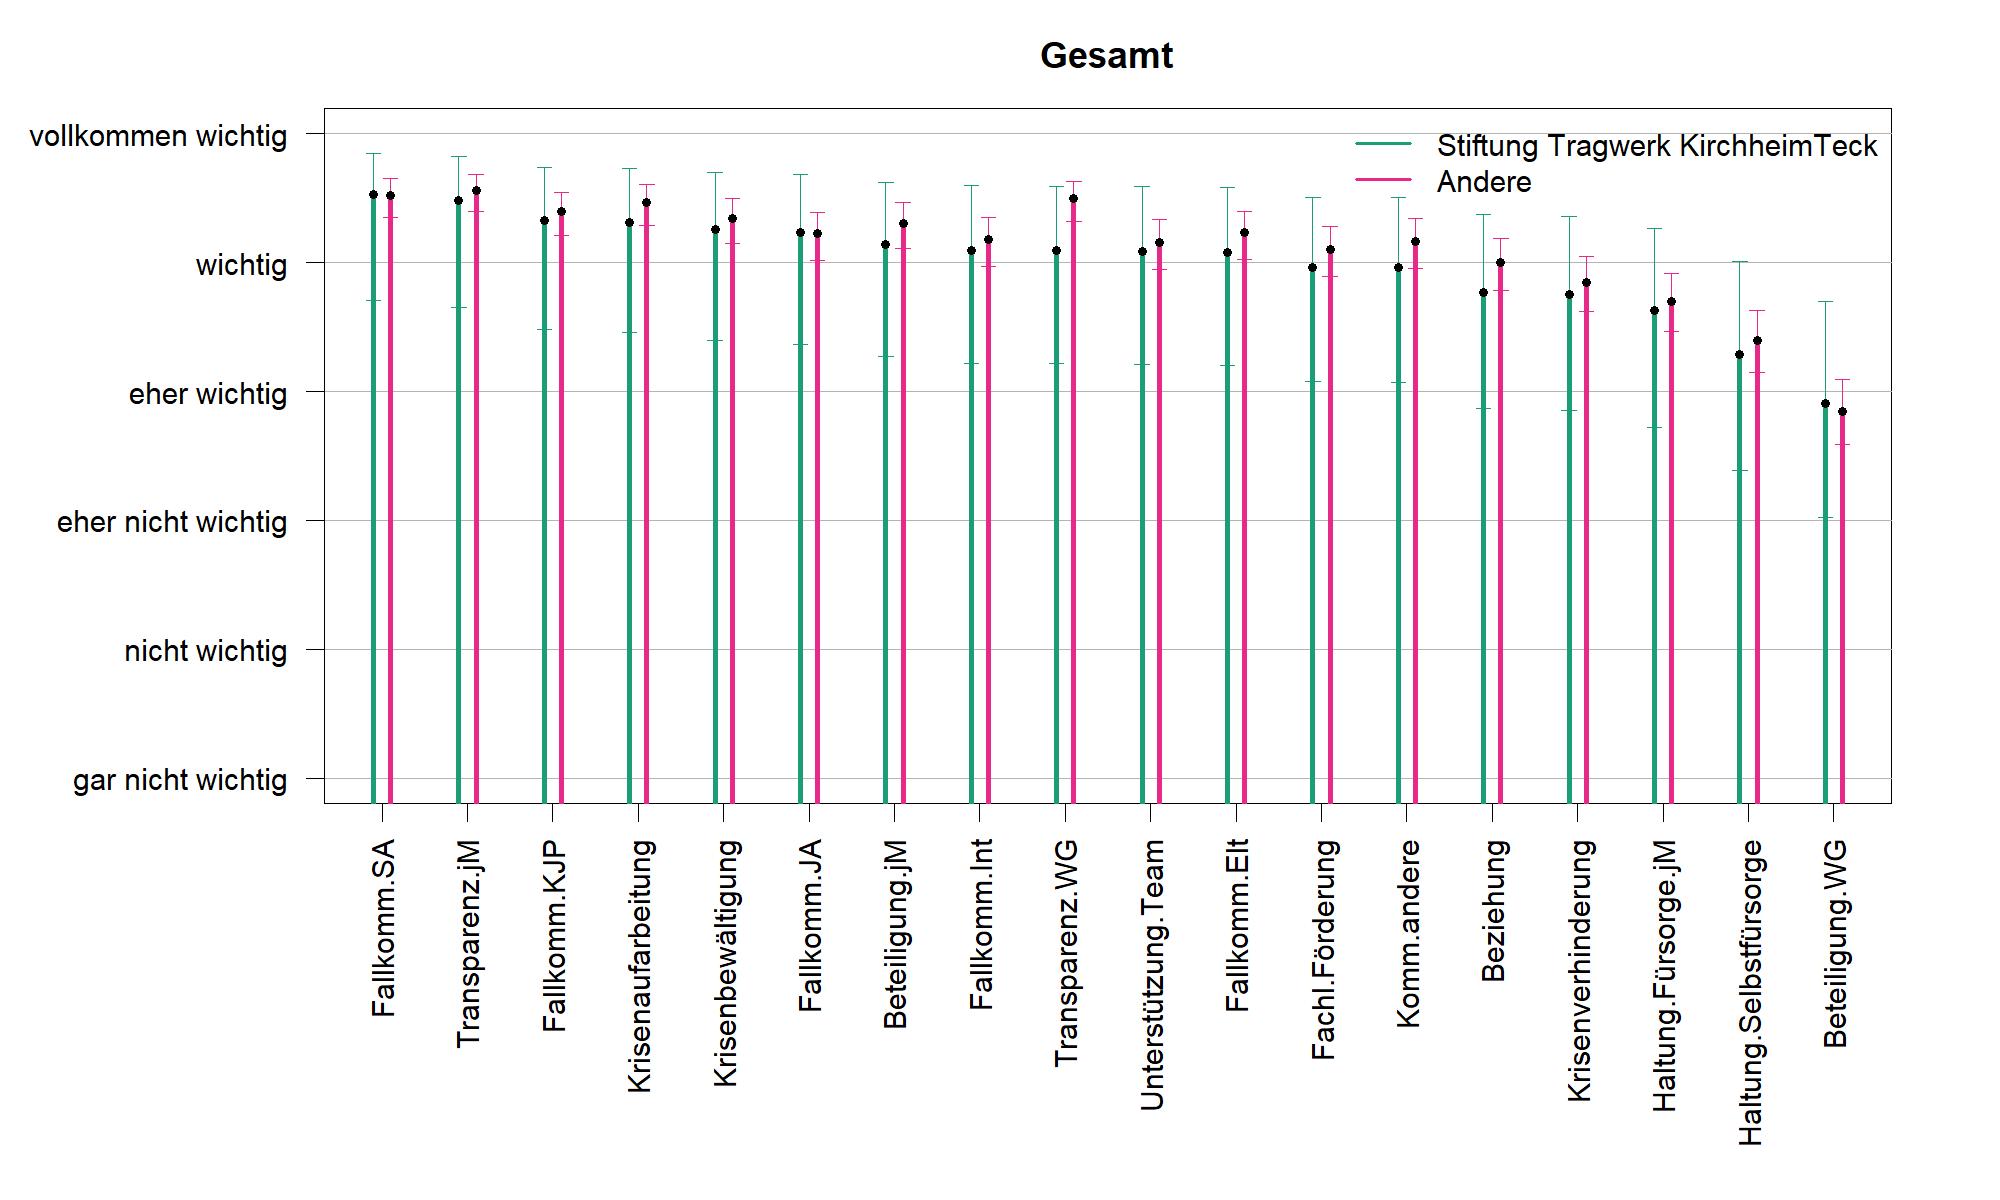 Gesamt
vollkommen wichtig
wichtig
eher wichtig
eher nicht wichtig
nicht wichtig
gar nicht wichtig
Stiftung Tragwerk KirchheimTeck
Andere
Fallkomm.SA
Transparenz.jM
Fallkomm.KJP
Krisenaufarbeitung
Krisenbewältigung
Fallkomm.JA
Beteiligung.jM
Fallkomm.Int
Transparenz.WG
Unterstützung.Team
Fallkomm.Elt
Fachl.Förderung
Komm.andere
Beziehung
Krisenverhinderung
Haltung.Fürsorge.jM
Haltung.Selbstfürsorge
Beteiligung.WG